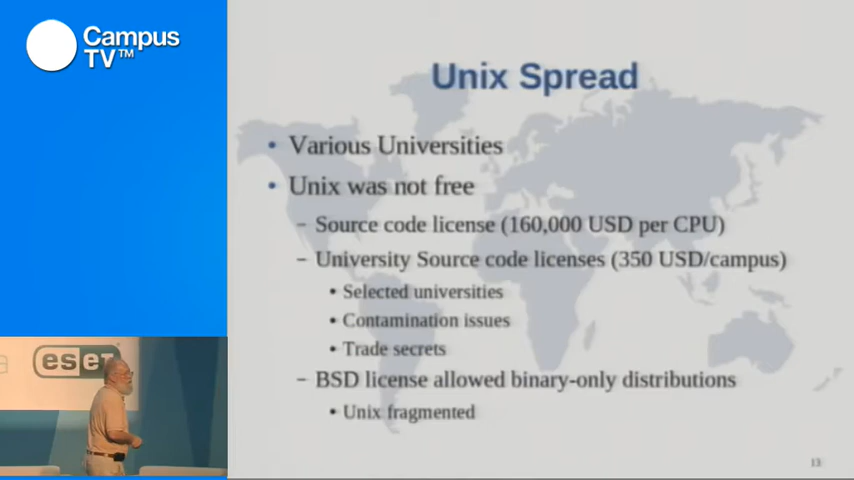 Campus
TV™
Unix Spread
• Various Universities
• Unix was not free
– Source code license (160,000 USD per CPU)
– University Source code licenses (350 USD/campus)
• Selected universities
• Contamination issues
• Trade secrets
– BSD license allowed binary-only distributions
• Unix fragmented
13
eset